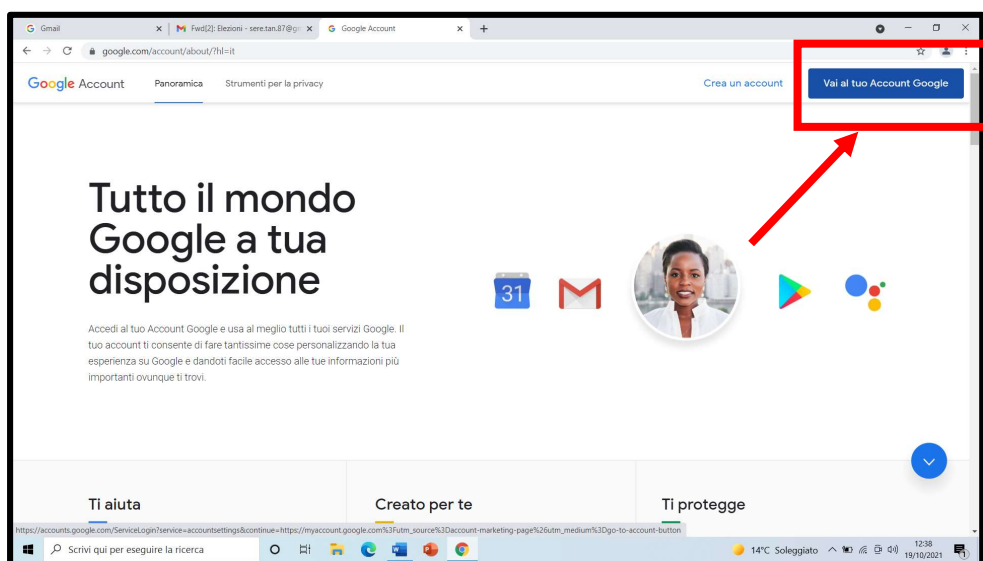 Gmail
Fwd(2): Elezioni - sere.tan.87@g
Google Account
google.com/account/about/?hl=it
Google Account Panoramica Strumenti per la privacy Crea un account Vai al tuo Account Google
Tutto il mondo
Google a tua
disposizione
31
Accedi al tuo Account Google e usa al meglio tutti i tuoi servizi Google. Il
tuo account ti consente di fare tantissime cose personalizzando la tua
esperienza su Google e dandoti facile accesso alle tue informazioni più
importanti ovunque ti trovi.
Ti aiuta Creato per te Ti protegge
https://accounts.google.com/ServiceLogin?service=accountsettings&continue=https://myaccount.google.com%3Futm_source%3Daccount-marketing-page%26utm_medium%3Dgo-to-account-button
Scrivi qui per eseguire la ricerca 14°C Soleggiato 12:38
19/10/2021